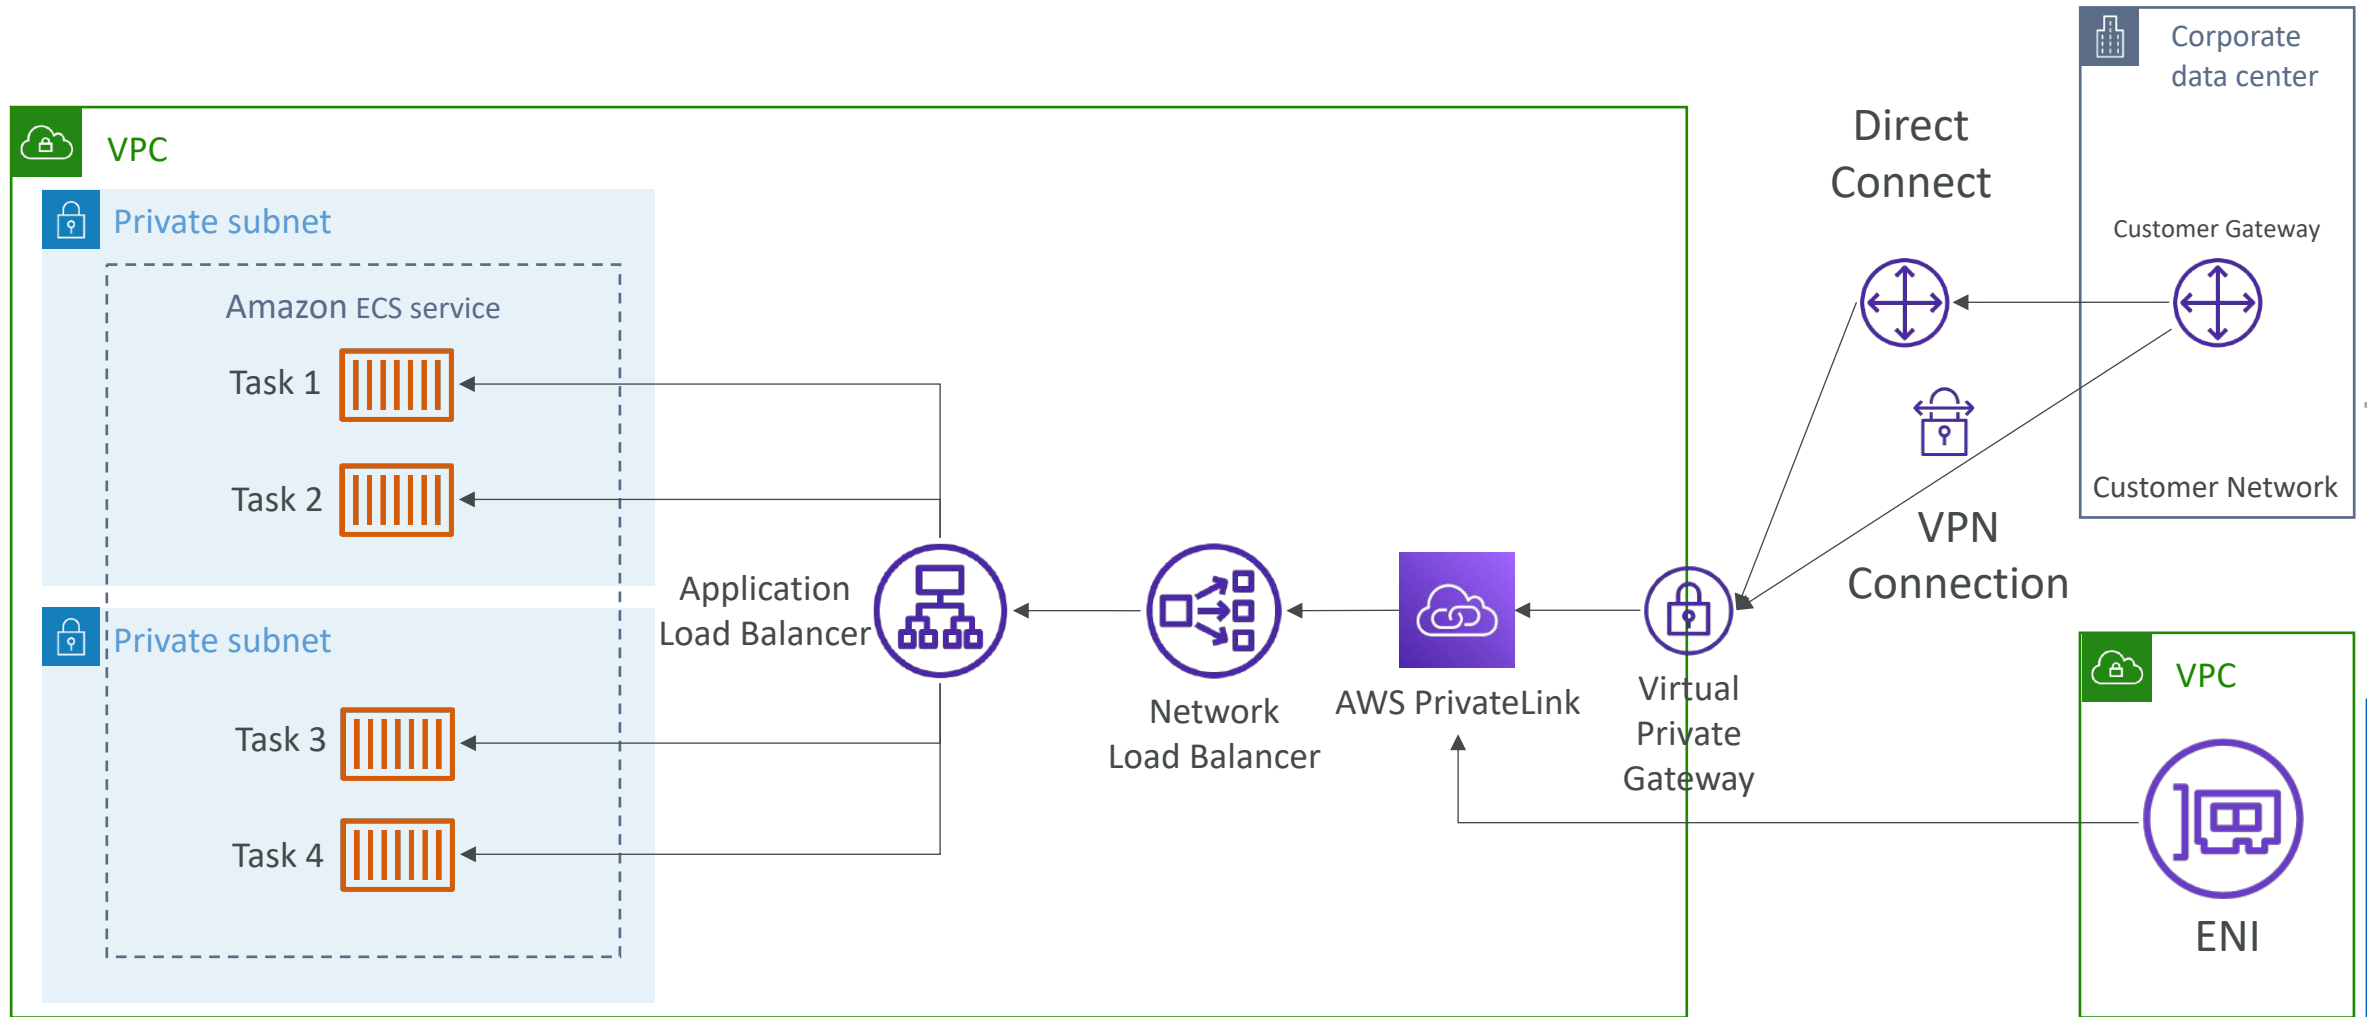 Corporate
data center
Direct
Connect
VPC
Private subnet
Customer Gateway
Amazon ECS service
Task 1
Task 2
Customer Network
VPN
Connection
Application
Load Balancer
Private subnet
VPC
Virtual
Private
Gateway
AWS PrivateLink
Network
Load Balancer
Task 3
Task 4
ENI